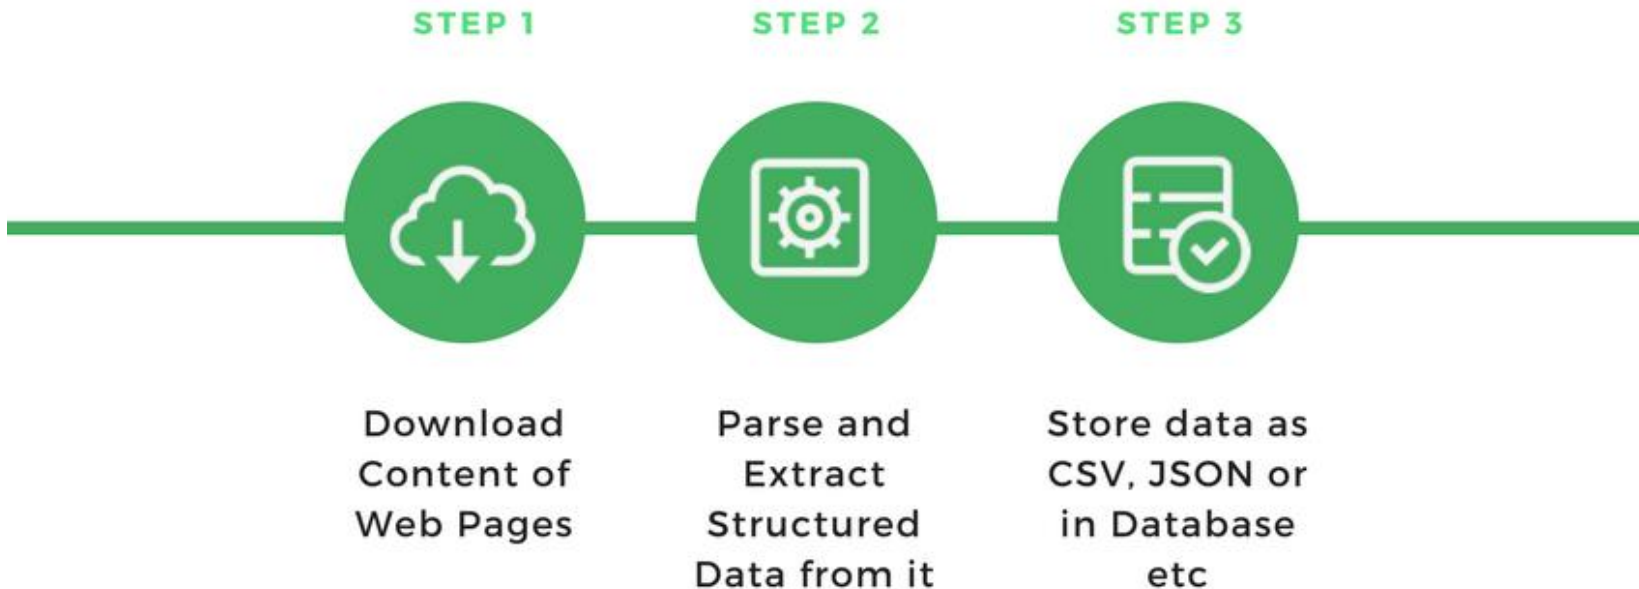 STEP 1
Download
Content of
Web Pages
STEP 2
Parse and
Extract
Structured
Data from it
STEP 3
Store data as
CSV, JSON or
in Database
etc